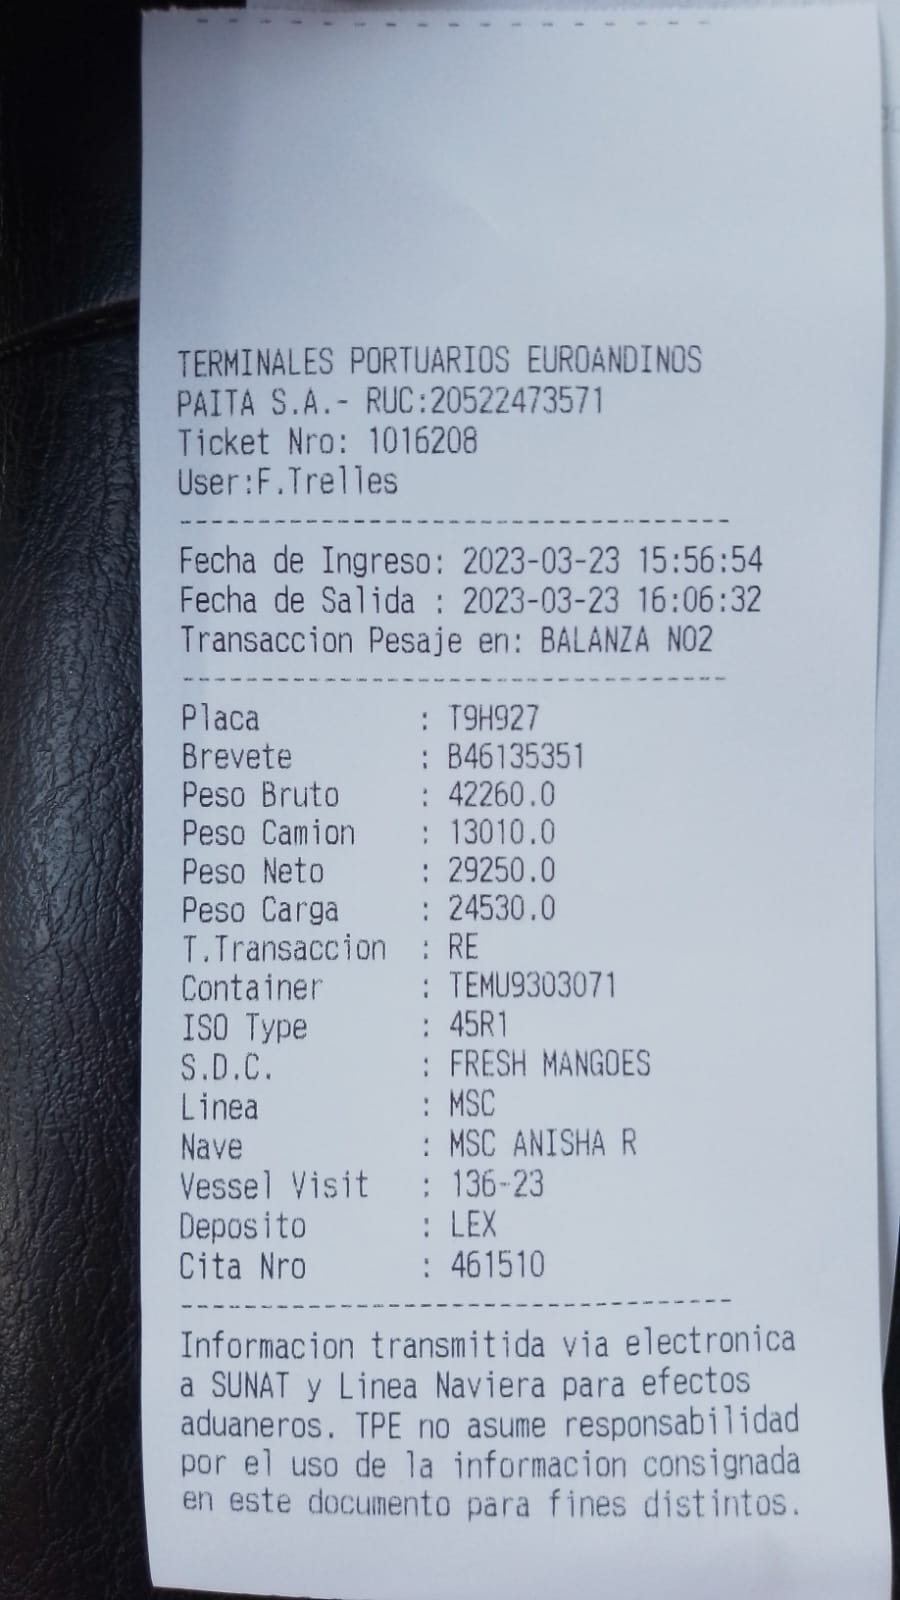 TERMINALES PORTUARIOS EUROANDINOS
PAITA S.A.- RUC:20522473571
Ticket Nro: 1016208
User:F.Trelles
-----------------------------------
Fecha de Ingreso: 2023-03-23 15:56:54
Fecha de Salida : 2023-03-23 16:06:32
Transaccion Pesaje en: BALANZA NO2
-----------------------------------
Placa : T9H927
Brevete : B46135351
Peso Bruto : 42260.0
Peso Camion : 13010.0
Peso Neto : 29250.0
Peso Carga : 24530.0
T.Transaccion : RE
Container : TEMU9303071
ISO Type : 45R1
S.D.C. : FRESH MANGOES
Linea : MSC
Nave : MSC ANISHA R
Vessel Visit : 136-23
Deposito : LEX
Cita Nro : 461510
-----------------------------------
Informacion transmitida via electronica
a SUNAT y Linea Naviera para efectos
aduaneros. TPE no asume responsabilidad
por el uso de la informacion consignada
en este documento para fines distintos.